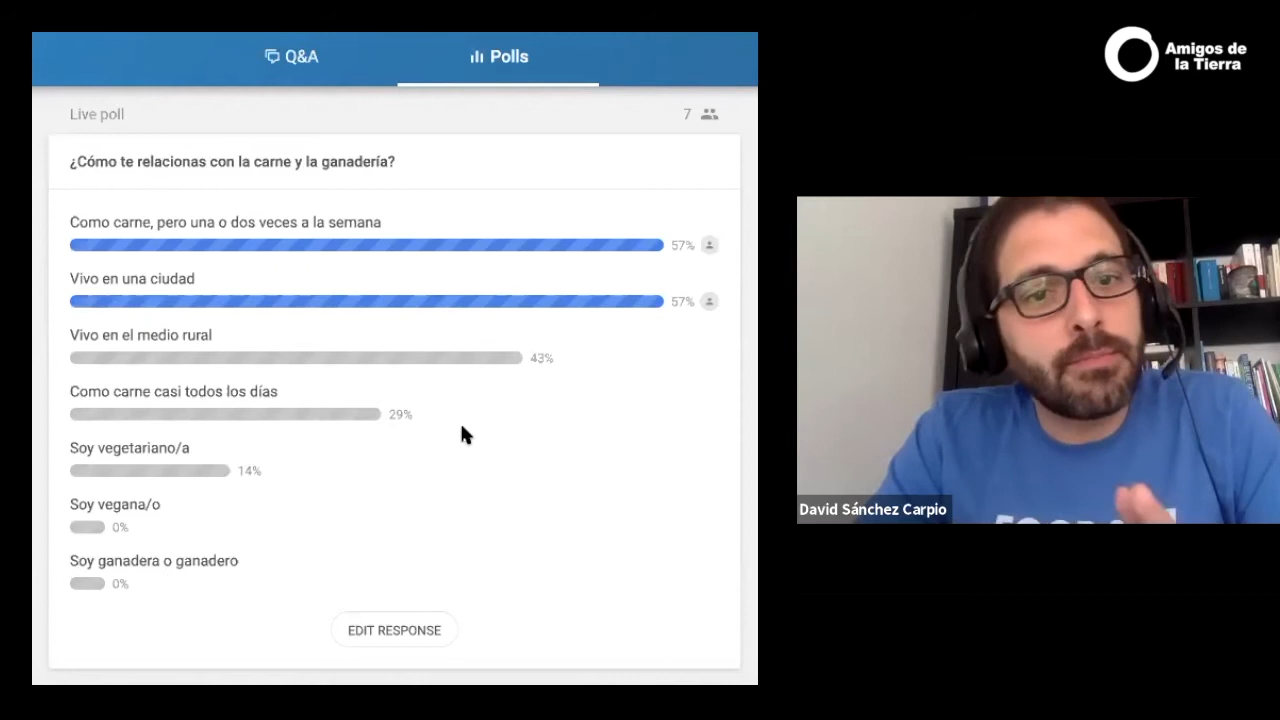 Q&A
Polls
Amigos de
la Tierra
Live poll
7
¿Cómo te relacionas con la carne y la ganadería?
Como carne, pero una o dos veces a la semana
57%
Vivo en una ciudad
57%
Vivo en el medio rural
43%
Como carne casi todos los días
29%
Soy vegetariano/a
14%
Soy vegana/o
0%
Soy ganadera o ganadero
0%
EDIT RESPONSE
David Sánchez Carpio